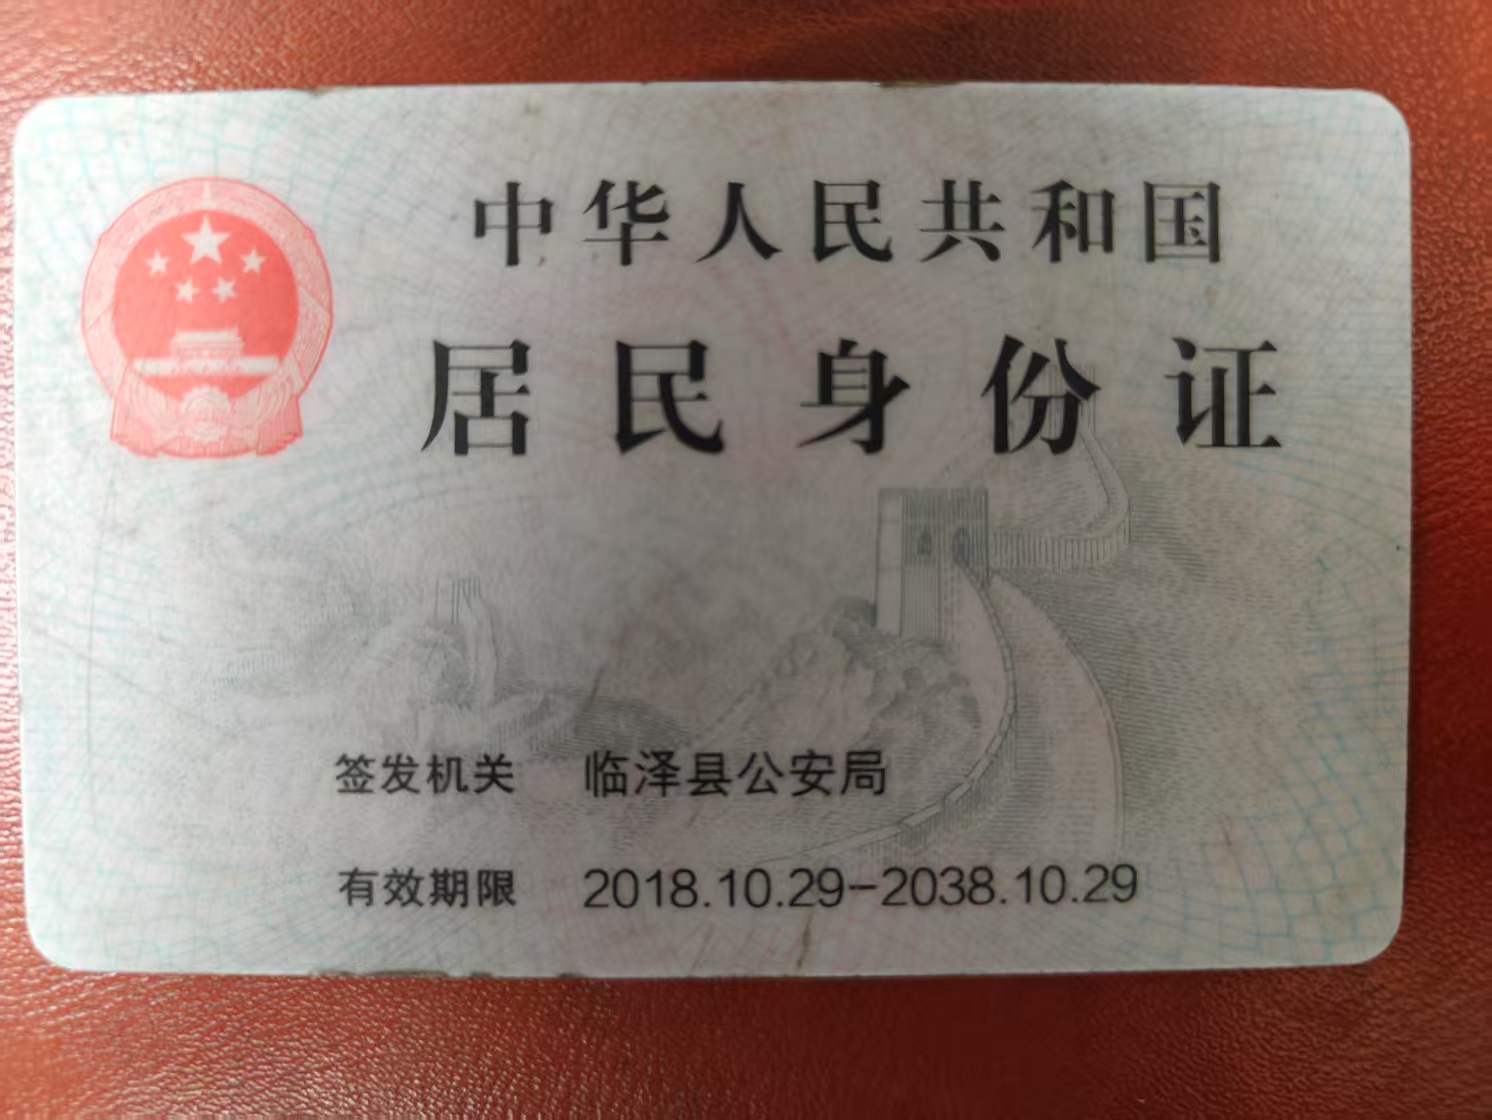 中华人民共和国
居民身份证
签发机关 临泽县公安局
有效期限 2018.10.29-2038.10.29